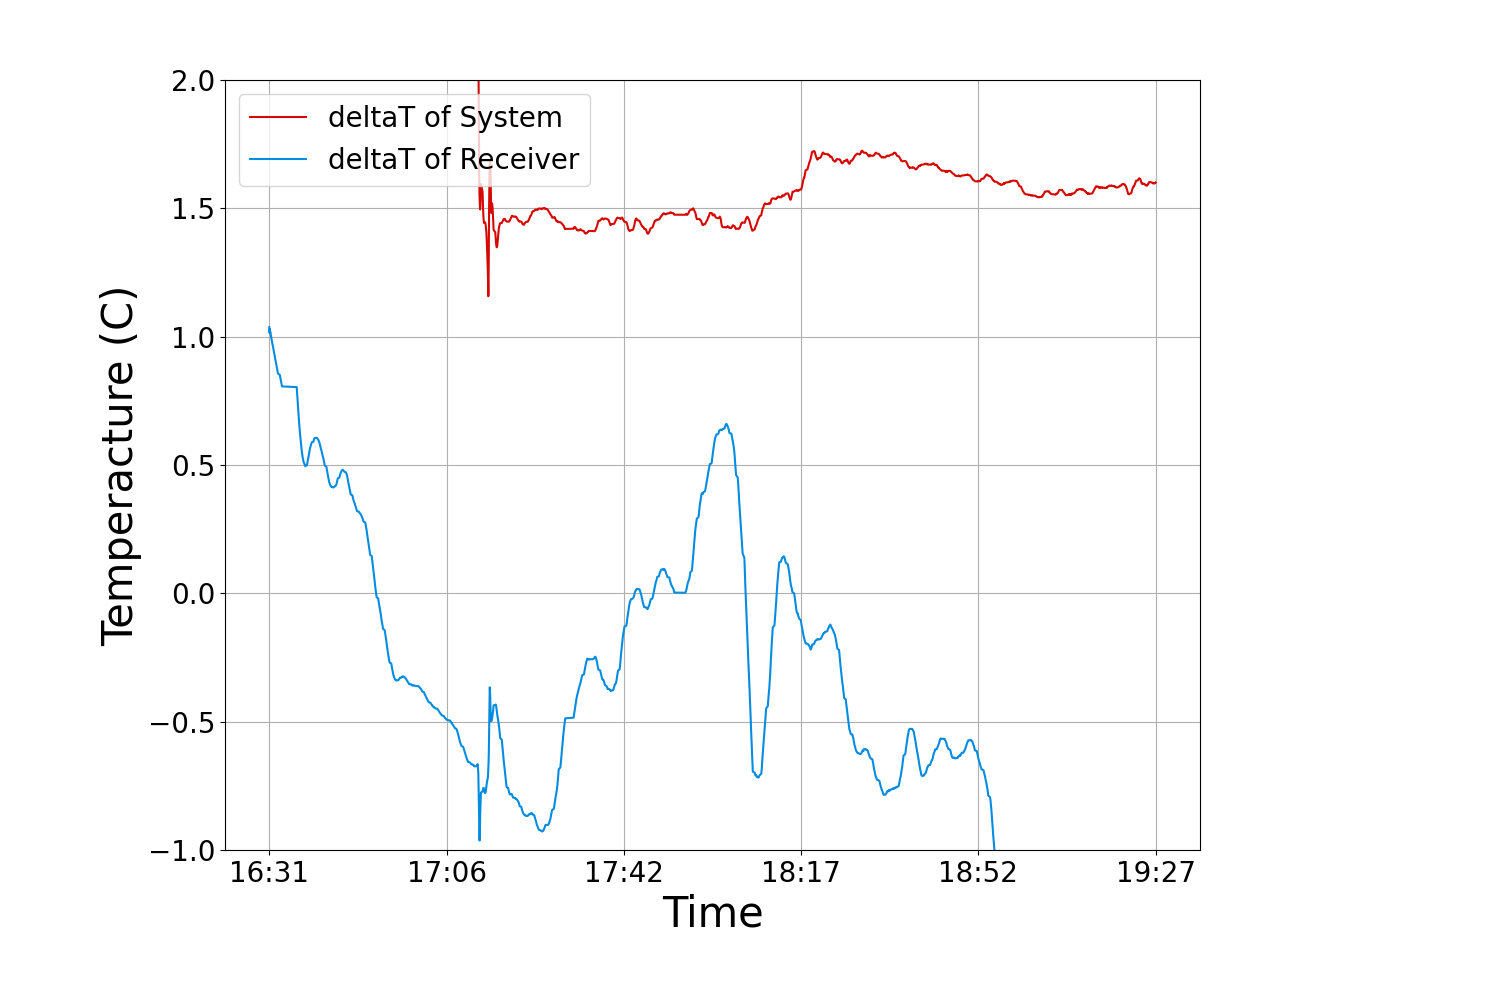 2.0
deltaT of System
deltaT of Receiver
1.5
1.0
0.5
0.0
−0.5
−1.0
Temperacture (C)
16:31 17:06 17:42 18:17 18:52 19:27
Time